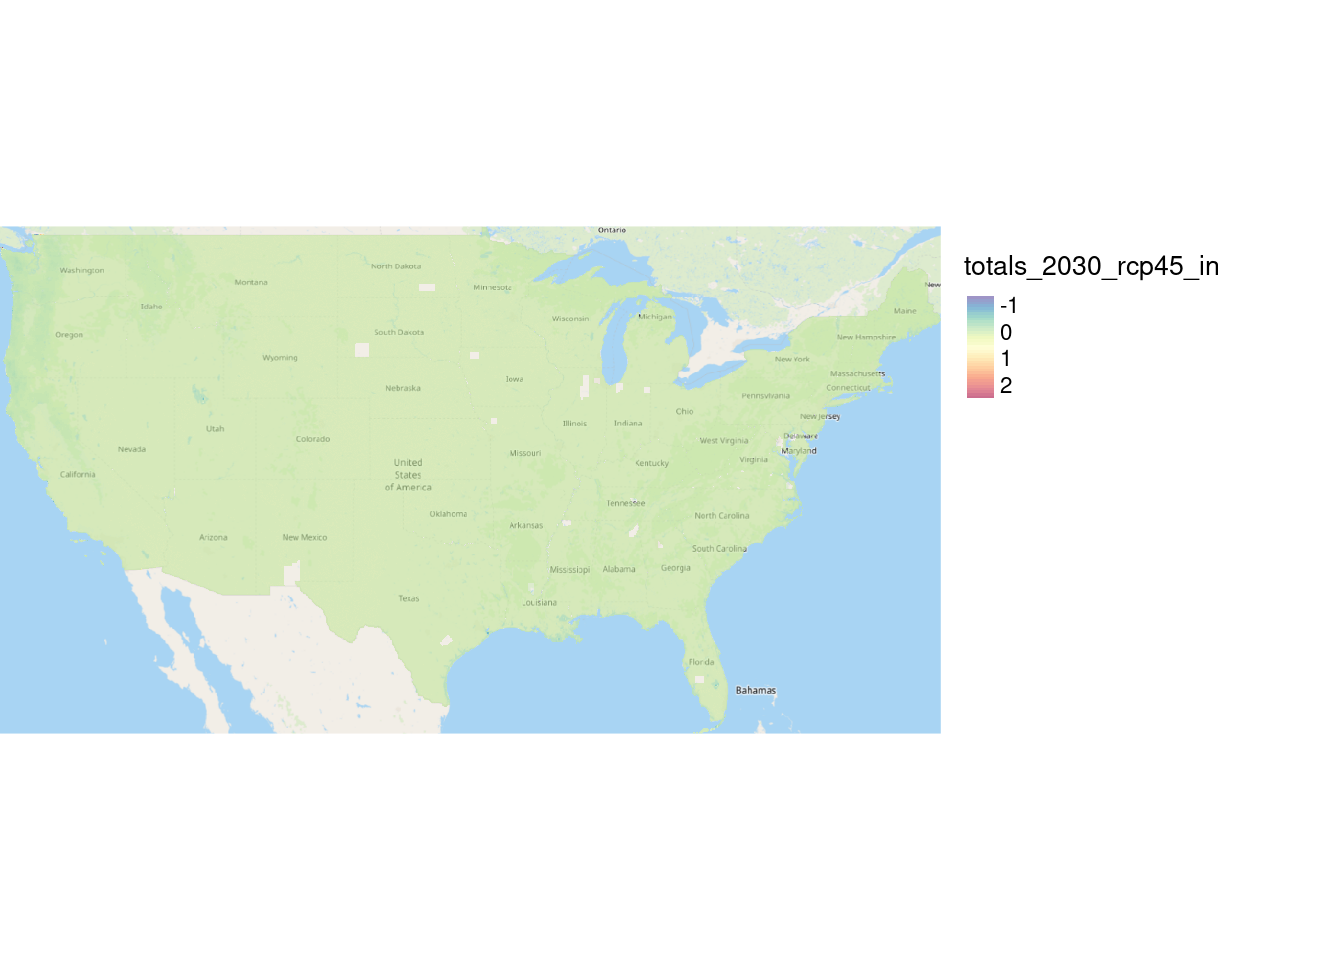 Ontario
Washington
North Dakota
Montana
Minnesota
New
Idaho
Maine
Wisconsin
Michigan
Oregon
South Dakota
New Hampshire
Wyoming
New York
Massachusetts
Iowa
Nebraska
Connecticut
Pennsylvania
Ohio
New Jersey
Utah
Illinois
Indiana
Colorado
West Virginia
Delaware
Nevada
Missouri
Maryland
United
States
of America
Kentucky
Virginia
California
Tennessee
Oklahoma
North Carolina
Arkansas
Arizona
New Mexico
South Carolina
Mississippi
Alabama
Georgia
Texas
Louisiana
Florida
Bahamas
totals_2030_rcp45_in
-1
0
1
2